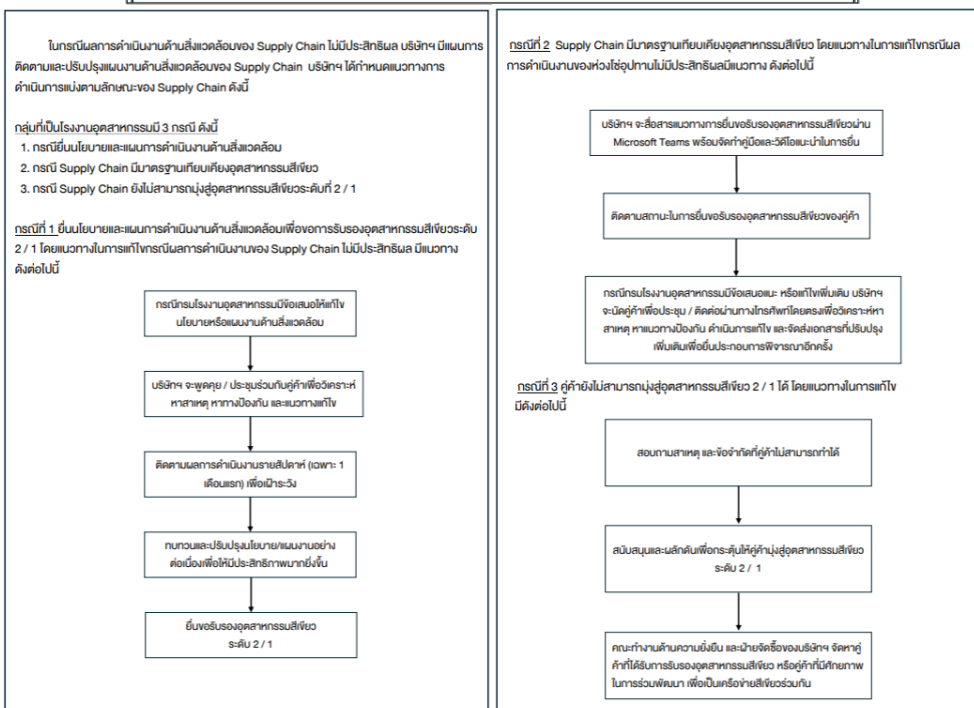 ในกรณีผลการดำเนินงานด้านสิ่งแวดล้อมของ Supply Chain ไม่มีประสิทธิผล บริษัทฯ มีแผนการ
ติดตามและปรับปรุงแผนงานด้านสิ่งแวดล้อมของ Supply Chain บริษัทฯ ได้กำหนดแนวทางการ
ดำเนินการแบ่งตามลักษณะของ Supply Chain ดังนี้
กลุ่มที่เป็นโรงงานอุตสาหกรรมมี 3 กรณี ดังนี้
1. กรณียื่นนโยบายและแผนการดำเนินงานด้านสิ่งแวดล้อม
2. กรณี Supply Chain มีมาตรฐานเทียบเคียงอุตสาหกรรมสีเขียว
3. กรณี Supply Chain ยังไม่สามารถมุ่งสู่อุตสาหกรรมสีเขียวระดับที่ 2 / 1
กรณีที่ 1 ยื่นนโยบายและแผนการดำเนินงานด้านสิ่งแวดล้อมเพื่อขอการรับรองอุตสาหกรรมสีเขียวระดับ
2 / 1 โดยแนวทางในการแก้ไขกรณีผลการดำเนินงานของ Supply Chain ไม่มีประสิทธิผล มีแนวทาง
ดังต่อไปนี้
กรณีกรมโรงงานอุตสาหกรรมมีข้อเสนอให้แก้ไข
นโยบายหรือแผนงานด้านสิ่งแวดล้อม
บริษัทฯ จะพูดคุย / ประชุมร่วมกับคู่ค้าเพื่อวิเคราะห์
หาสาเหตุ หาทางป้องกัน และแนวทางแก้ไข
ติดตามผลการดำเนินงานรายสัปดาห์ (เฉพาะ 1
เดือนแรก) เพื่อเฝ้าระวัง
ทบทวนและปรับปรุงนโยบาย/แผนงานอย่าง
ต่อเนื่องเพื่อให้มีประสิทธิภาพมากยิ่งขึ้น
ยื่นขอรับรองอุตสาหกรรมสีเขียว
ระดับ 2 / 1
กรณีที่ 2 Supply Chain มีมาตรฐานเทียบเคียงอุตสาหกรรมสีเขียว โดยแนวทางในการแก้ไขกรณีผล
การดำเนินงานของห่วงโซ่อุปทานไม่มีประสิทธิผลมีแนวทาง ดังต่อไปนี้
บริษัทฯ จะสื่อสารแนวทางการยื่นขอรับรองอุตสาหกรรมสีเขียวผ่าน
Microsoft Teams พร้อมจัดทำคู่มือและวิดีโอแนะนำในการยื่น
ติดตามสถานะในการยื่นขอรับรองอุตสาหกรรมสีเขียวของคู่ค้า
กรณีกรมโรงงานอุตสาหกรรมมีข้อเสนอแนะ หรือแก้ไขเพิ่มเติม บริษัทฯ
จะนัดคู่ค้าเพื่อประชุม / ติดต่อผ่านทางโทรศัพท์โดยตรงเพื่อวิเคราะห์หา
สาเหตุ หาแนวทางป้องกัน ดำเนินการแก้ไข และจัดส่งเอกสารที่ปรับปรุง
เพิ่มเติมเพื่อยื่นประกอบการพิจารณาอีกครั้ง
กรณีที่ 3 คู่ค้ายังไม่สามารถมุ่งสู่อุตสาหกรรมสีเขียว 2 / 1 ได้ โดยแนวทางในการแก้ไข
มีดังต่อไปนี้
สอบถามสาเหตุ และข้อจำกัดที่คู่ค้าไม่สามารถทำได้
สนับสนุนและผลักดันเพื่อกระตุ้นให้คู่ค้ามุ่งสู่อุตสาหกรรมสีเขียว
ระดับ 2 / 1
คณะทำงานด้านความยั่งยืน และฝ่ายจัดซื้อของบริษัทฯ จัดหาคู่
ค้าที่ได้รับการรับรองอุตสาหกรรมสีเขียว หรือคู่ค้าที่มีศักยภาพ
ในการร่วมพัฒนา เพื่อเป็นเครือข่ายสีเขียวร่วมกัน